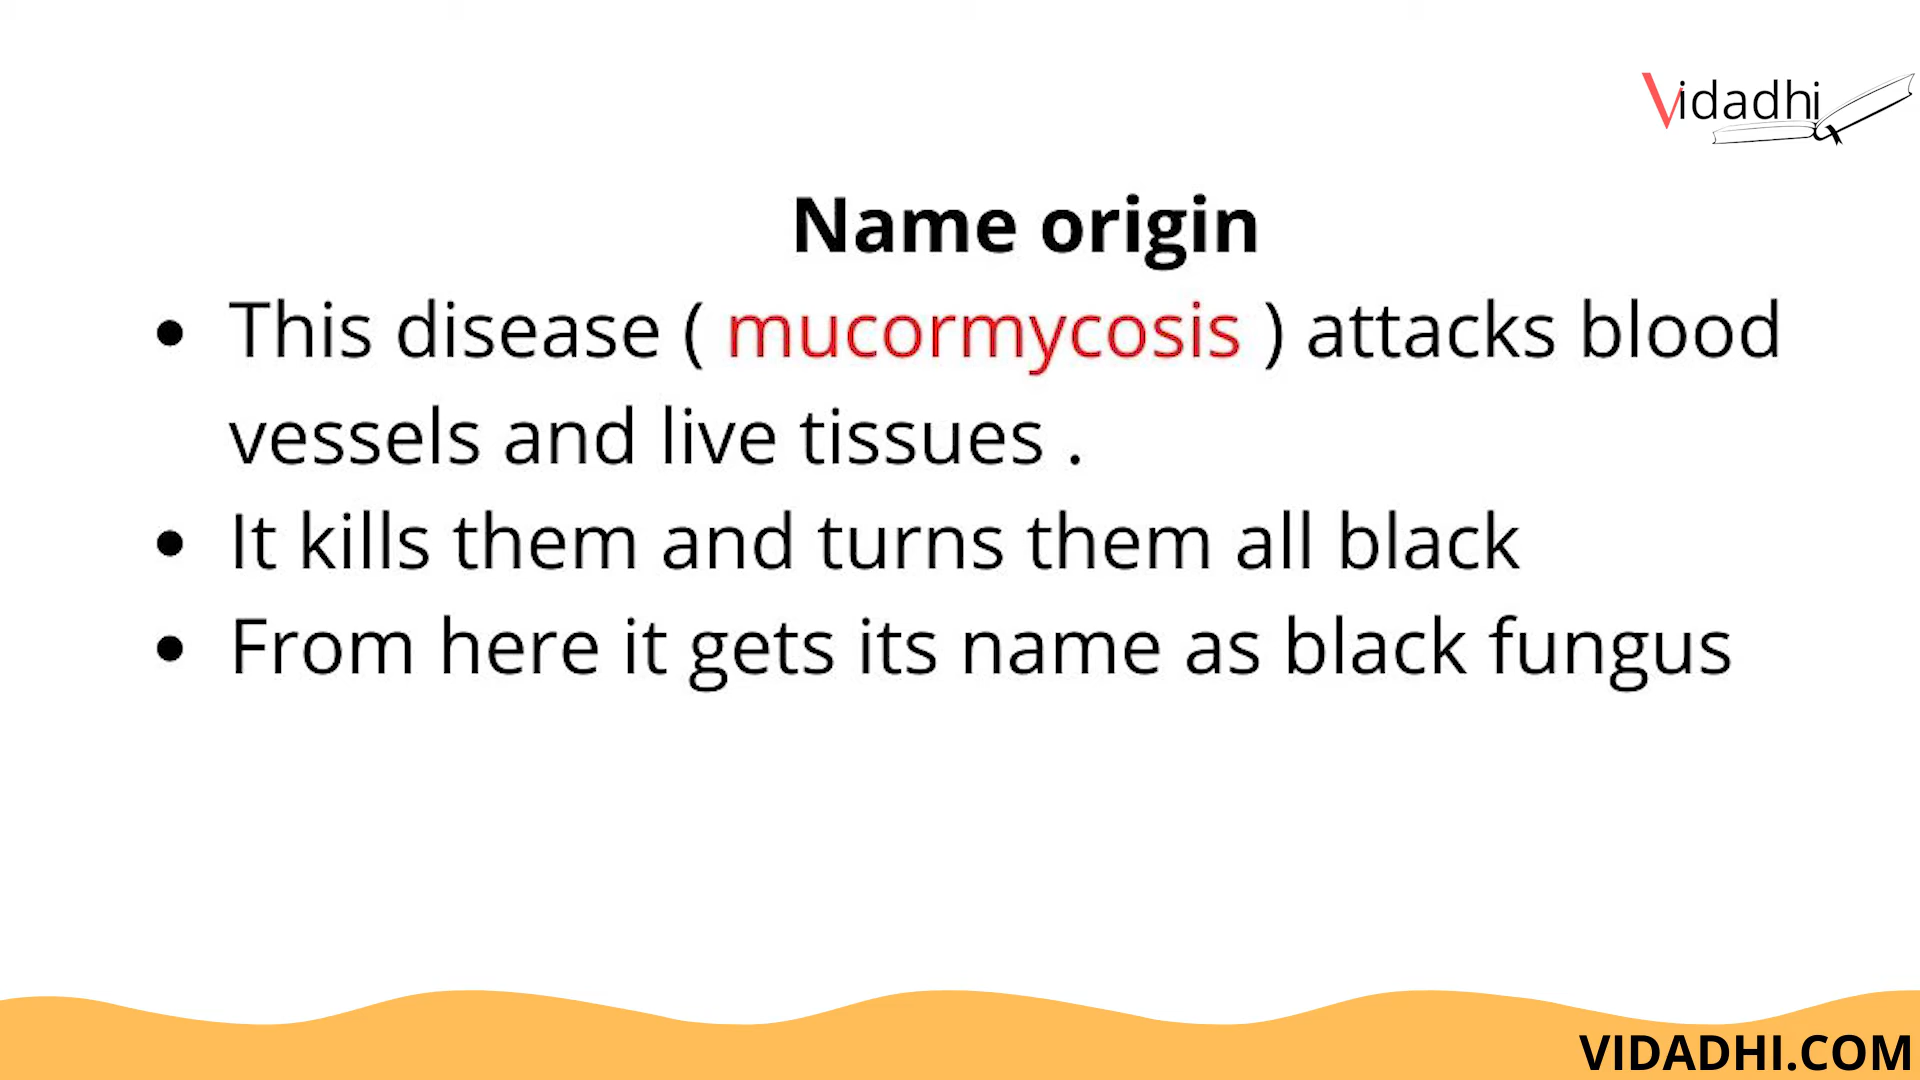 Vidadhi
Name origin
• This disease ( mucormycosis ) attacks blood
vessels and live tissues .
• It kills them and turns them all black
• From here it gets its name as black fungus
VIDADHI.COM